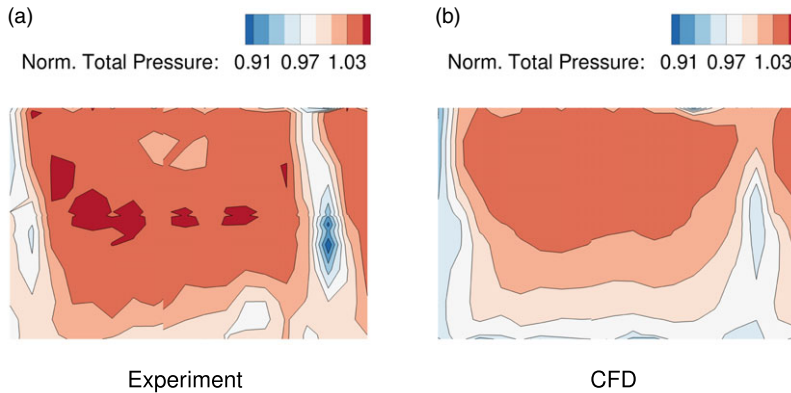 (a)
Norm. Total Pressure: 0.91 0.97 1.03
Experiment
(b)
Norm. Total Pressure: 0.91 0.97 1.03
CFD